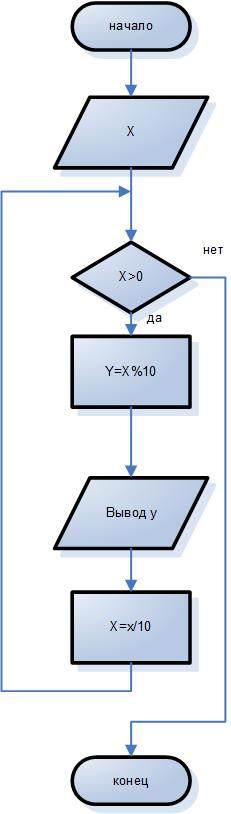 начало
X
X>0
нет
да
Y=X%10
Вывод у
X=x/10
конец